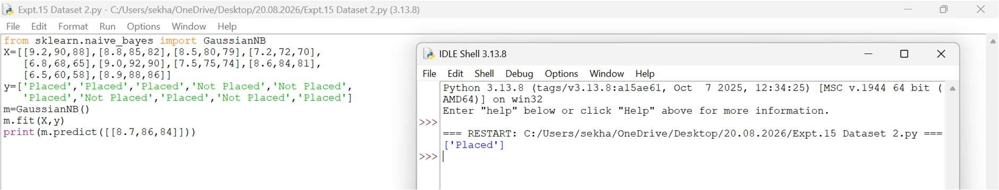 Expt.15 Dataset 2.py - C:/Users/sekha/OneDrive/Desktop/20.08.2026/Expt.15 Dataset 2.py (3.13.8)
File Edit Format Run Options Window Help
from sklearn.naive_bayes import GaussianNB
X=[[9.2,90,88],[8.8,85,82],[8.5,80,79],[7.2,72,70],
[6.8,68,65],[9.0,92,90],[7.5,75,74],[8.6,84,81],
[6.5,60,58],[8.9,88,86]]
y=['Placed','Placed','Placed','Not Placed','Not Placed',
'Placed','Not Placed','Placed','Not Placed','Placed']
m=GaussianNB()
m.fit(X,y)
print(m.predict([[8.7,86,84]]))
IDLE Shell 3.13.8
File Edit Shell Debug Options Window Help
Python 3.13.8 (tags/v3.13.8:a15ae61, Oct  7 2025, 12:34:25) [MSC v.1944 64 bit (
AMD64)] on win32
Enter "help" below or click "Help" above for more information.
>>>
=== RESTART: C:/Users/sekha/OneDrive/Desktop/20.08.2026/Expt.15 Dataset 2.py ===
['Placed']
>>>